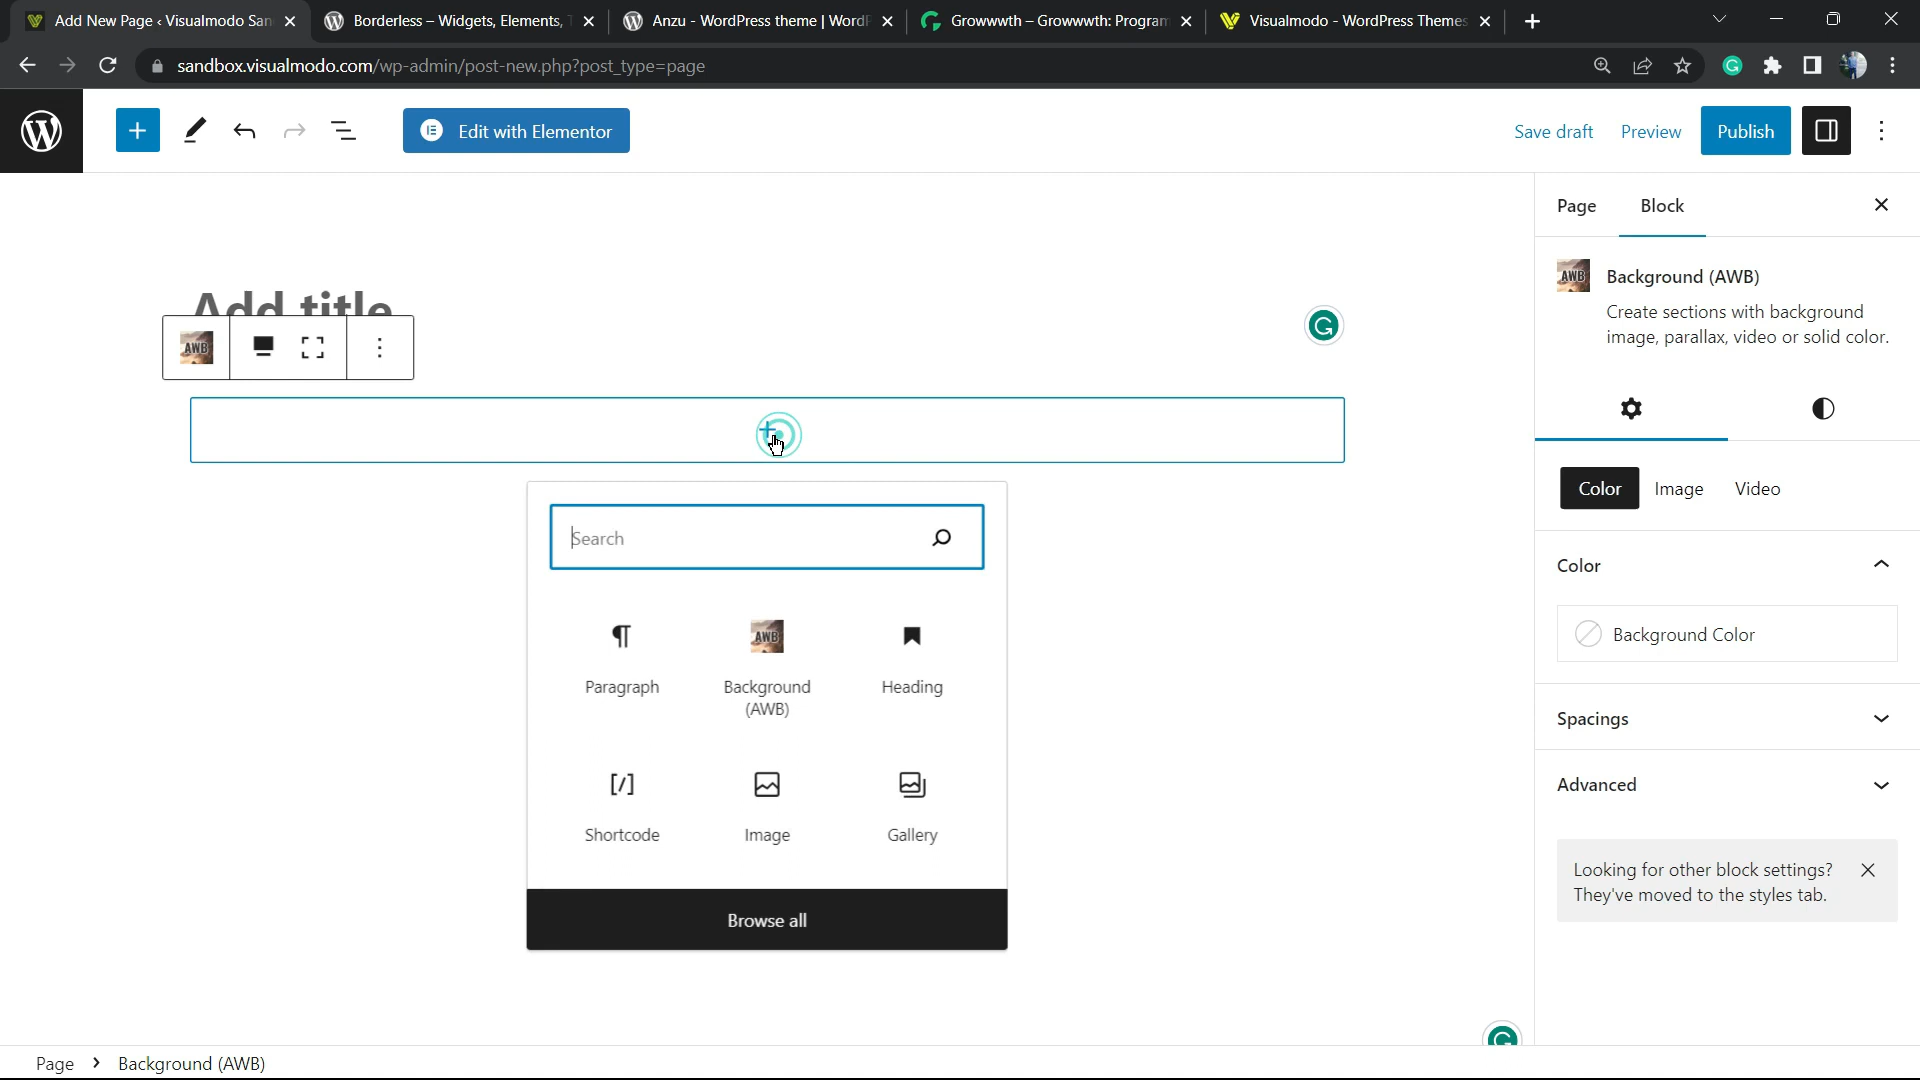 Add New Page ‹ Visualmodo San
Borderless – Widgets, Elements, T
Anzu - WordPress theme | WordP
Growwwth – Growwwth: Program
Visualmodo - WordPress Themes
sandbox.visualmodo.com/wp-admin/post-new.php?post_type=page
Edit with Elementor
Save draft
Preview
Publish
Add title
AWB
Search
Paragraph
AWB
Background
(AWB)
Heading
[/]
Shortcode
Image
Gallery
Browse all
Page
Block
AWB
Background (AWB)
Create sections with background
image, parallax, video or solid color.
Color
Image
Video
Color
Background Color
Spacings
Advanced
Looking for other block settings?
They've moved to the styles tab.
Page > Background (AWB)